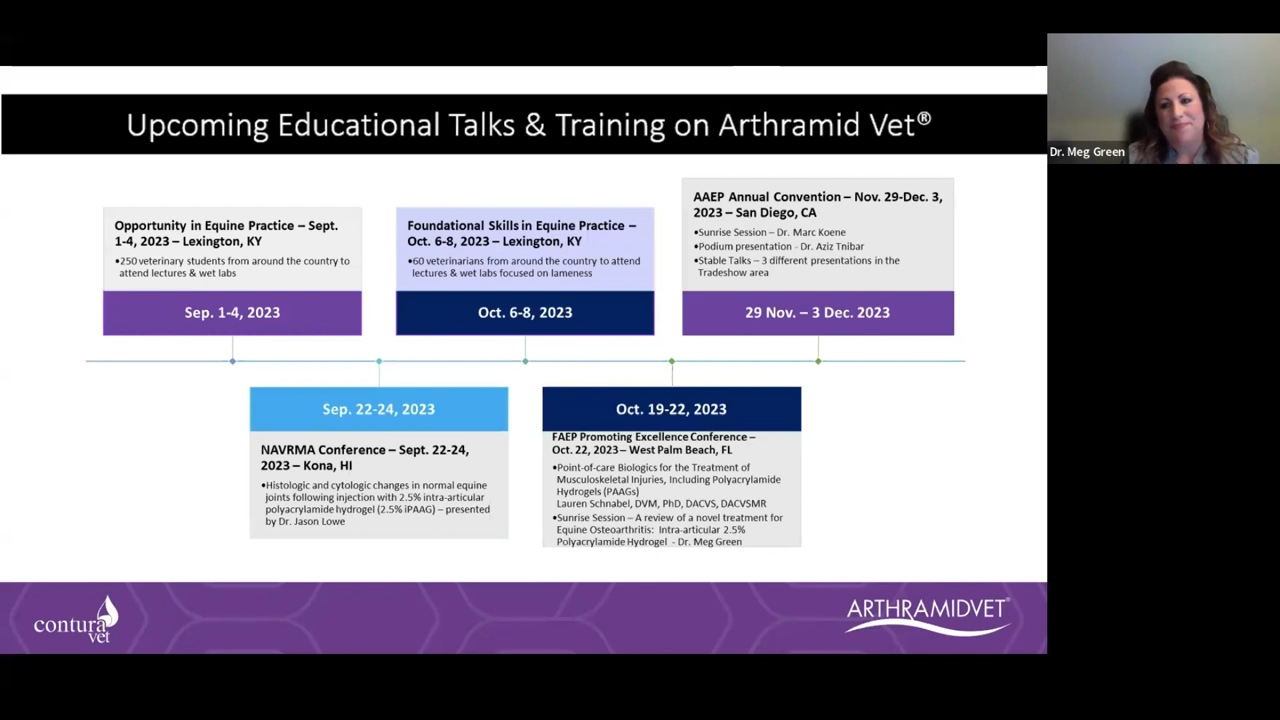 Upcoming Educational Talks & Training on Arthramid Vet®
Dr. Meg Green
Opportunity in Equine Practice – Sept.
1-4, 2023 – Lexington, KY
•250 veterinary students from around the country to
attend lectures & wet labs
Sep. 1-4, 2023
Foundational Skills in Equine Practice –
Oct. 6-8, 2023 – Lexington, KY
•60 veterinarians from around the country to attend
lectures & wet labs focused on lameness
Oct. 6-8, 2023
AAEP Annual Convention – Nov. 29-Dec. 3,
2023 – San Diego, CA
•Sunrise Session – Dr. Marc Koene
•Podium presentation - Dr. Aziz Tnibar
•Stable Talks – 3 different presentations in the
Tradeshow area
29 Nov. – 3 Dec. 2023
Sep. 22-24, 2023
NAVRMA Conference – Sept. 22-24,
2023 – Kona, HI
•Histologic and cytologic changes in normal equine
joints following injection with 2.5% intra-articular
polyacrylamide hydrogel (2.5% iPAAG) – presented
by Dr. Jason Lowe
Oct. 19-22, 2023
FAEP Promoting Excellence Conference –
Oct. 22, 2023 – West Palm Beach, FL
•Point-of-care Biologics for the Treatment of
Musculoskeletal Injuries, Including Polyacrylamide
Hydrogels (PAAGs)
Lauren Schnabel, DVM, PhD, DACVS, DACVSMR
•Sunrise Session – A review of a novel treatment for
Equine Osteoarthritis: Intra-articular 2.5%
Polyacrylamide Hydrogel - Dr. Meg Green
contura
vet
ARTHRAMIDVET®